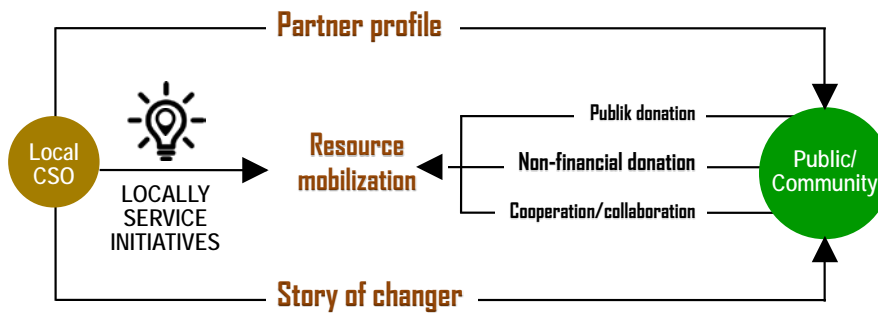 Partner profile
Local
CSO
LOCALLY
SERVICE
INITIATIVES
Resource
mobilization
Publik donation
Non-financial donation
Cooperation/collaboration
Public/
Community
Story of changer